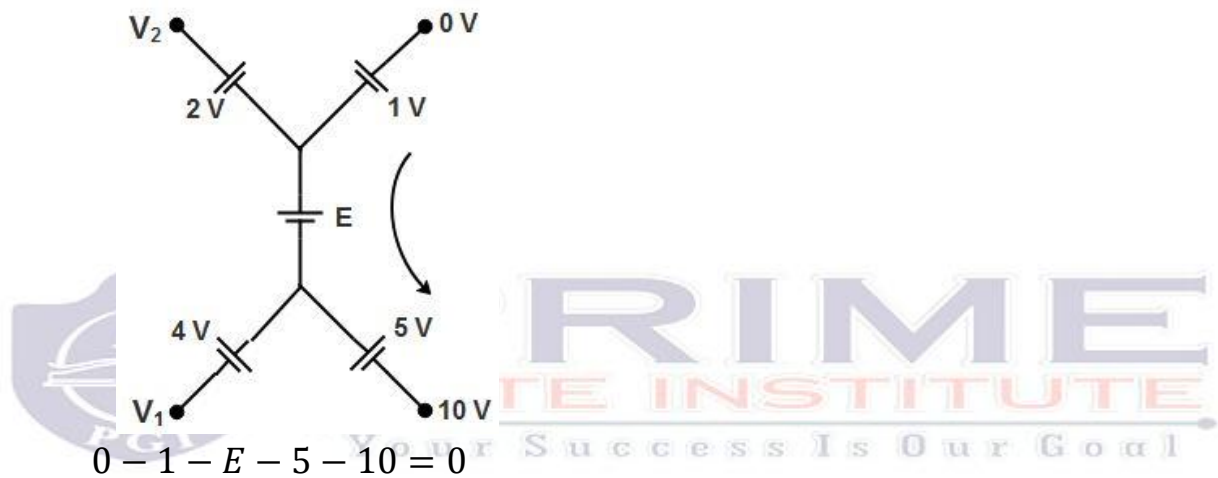 V₂ 0 V
2 V 1 V
E
4 V 5 V
V₁ 10 V
RIME
TE INSTITUTE
PGI Your Success Is Our Goal
0 − 1 − E − 5 − 10 = 0